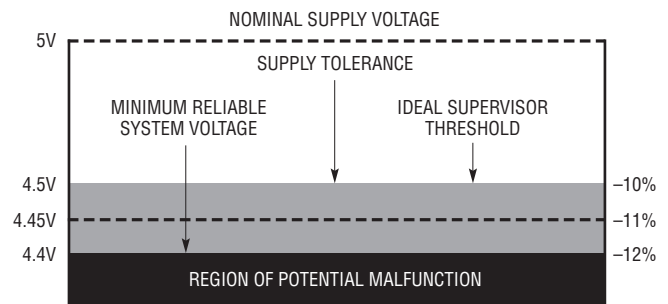 NOMINAL SUPPLY VOLTAGE
5V
SUPPLY TOLERANCE
MINIMUM RELIABLE
SYSTEM VOLTAGE
IDEAL SUPERVISOR
THRESHOLD
4.5V
–10%
4.45V
–11%
4.4V
–12%
REGION OF POTENTIAL MALFUNCTION